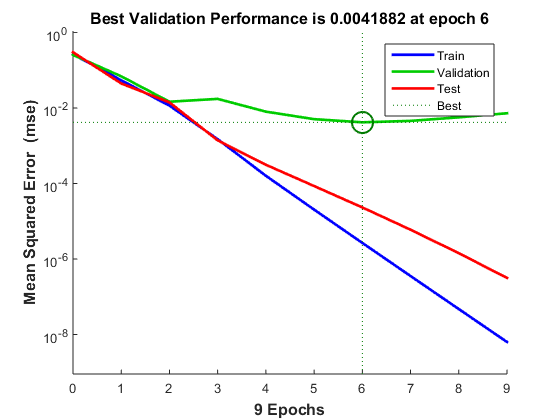 Best Validation Performance is 0.0041882 at epoch 6
Mean Squared Error (mse)
10^0
10^-2
10^-4
10^-6
10^-8
Train
Validation
Test
Best
0 1 2 3 4 5 6 7 8 9
9 Epochs